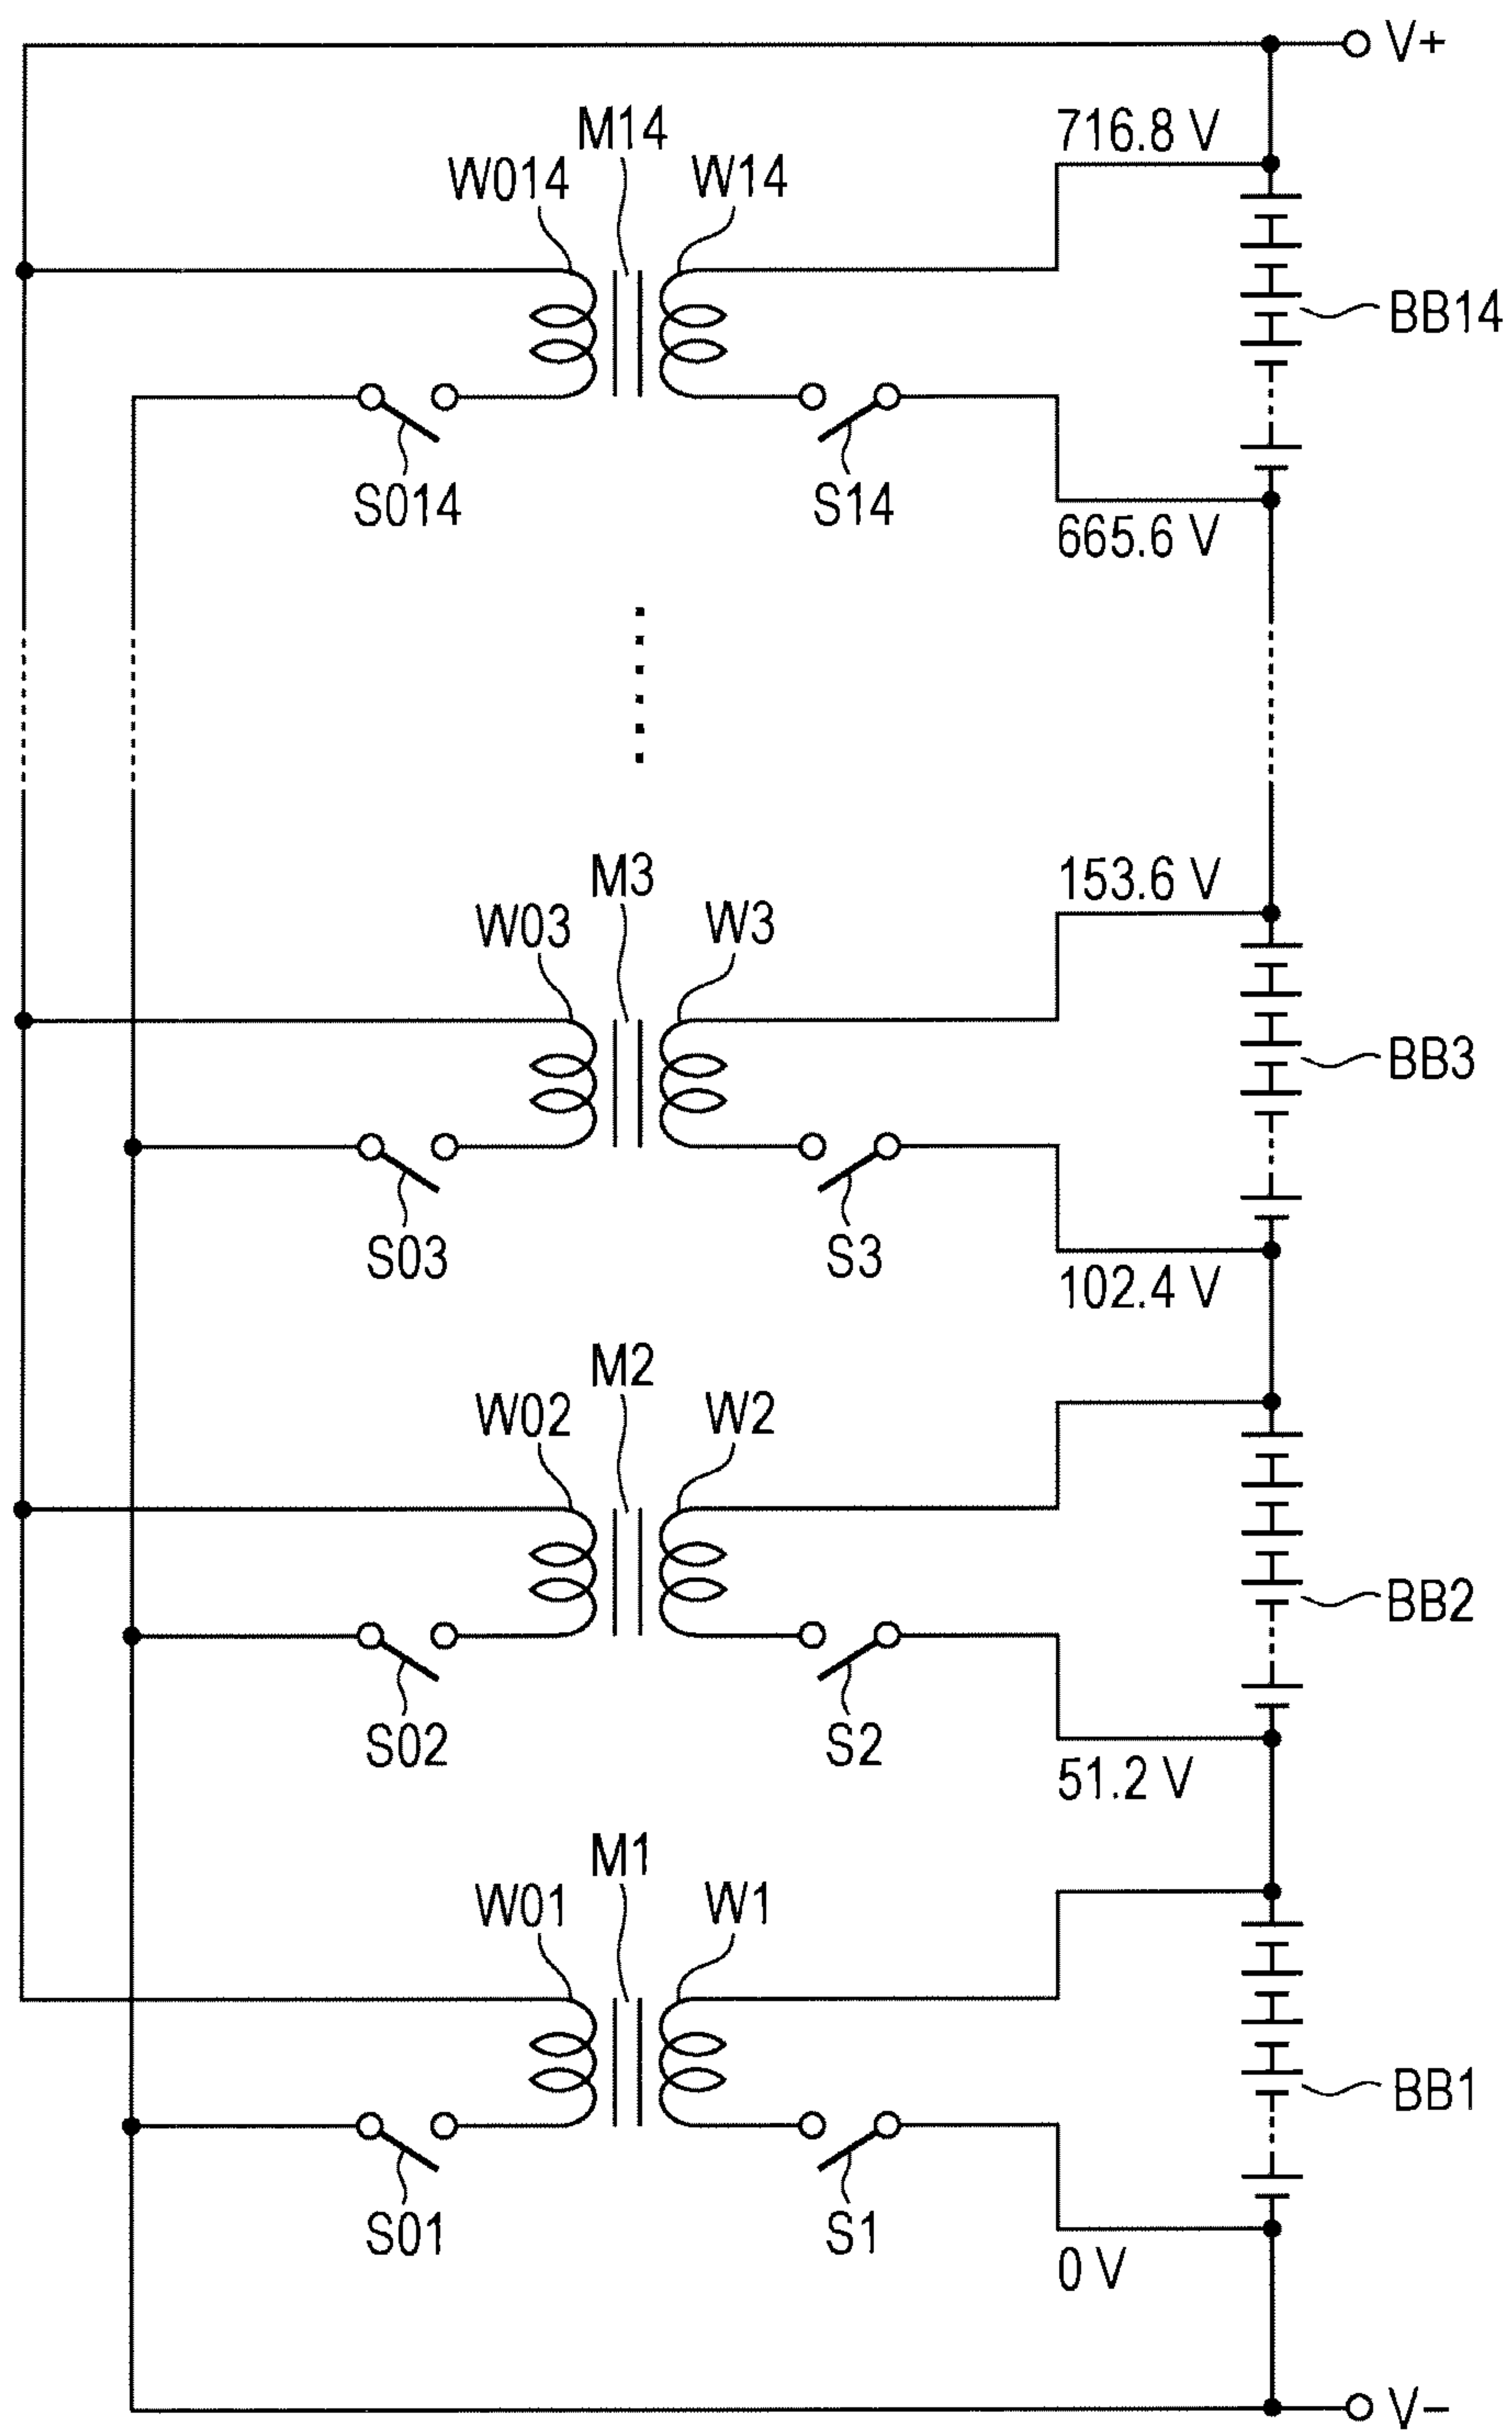 V+
716.8 V
M14
W014
W14
BB14
S014
S14
665.6 V
153.6 V
M3
W03
W3
BB3
S03
S3
102.4 V
M2
W02
W2
BB2
S02
S2
51.2 V
M1
W01
W1
BB1
S01
S1
0 V
V−